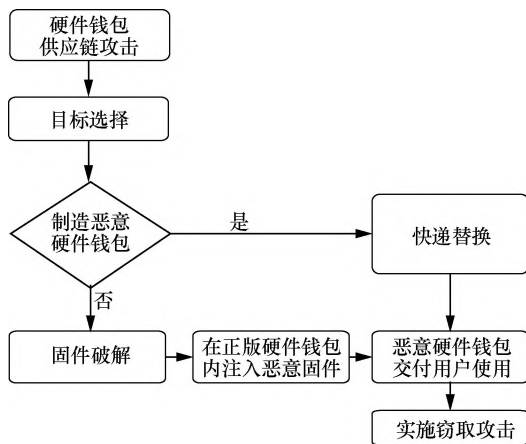 硬件钱包
供应链攻击
目标选择
制造恶意
硬件钱包
是
快递替换
否
固件破解
在正版硬件钱包
内注入恶意固件
恶意硬件钱包
交付用户使用
实施窃取攻击